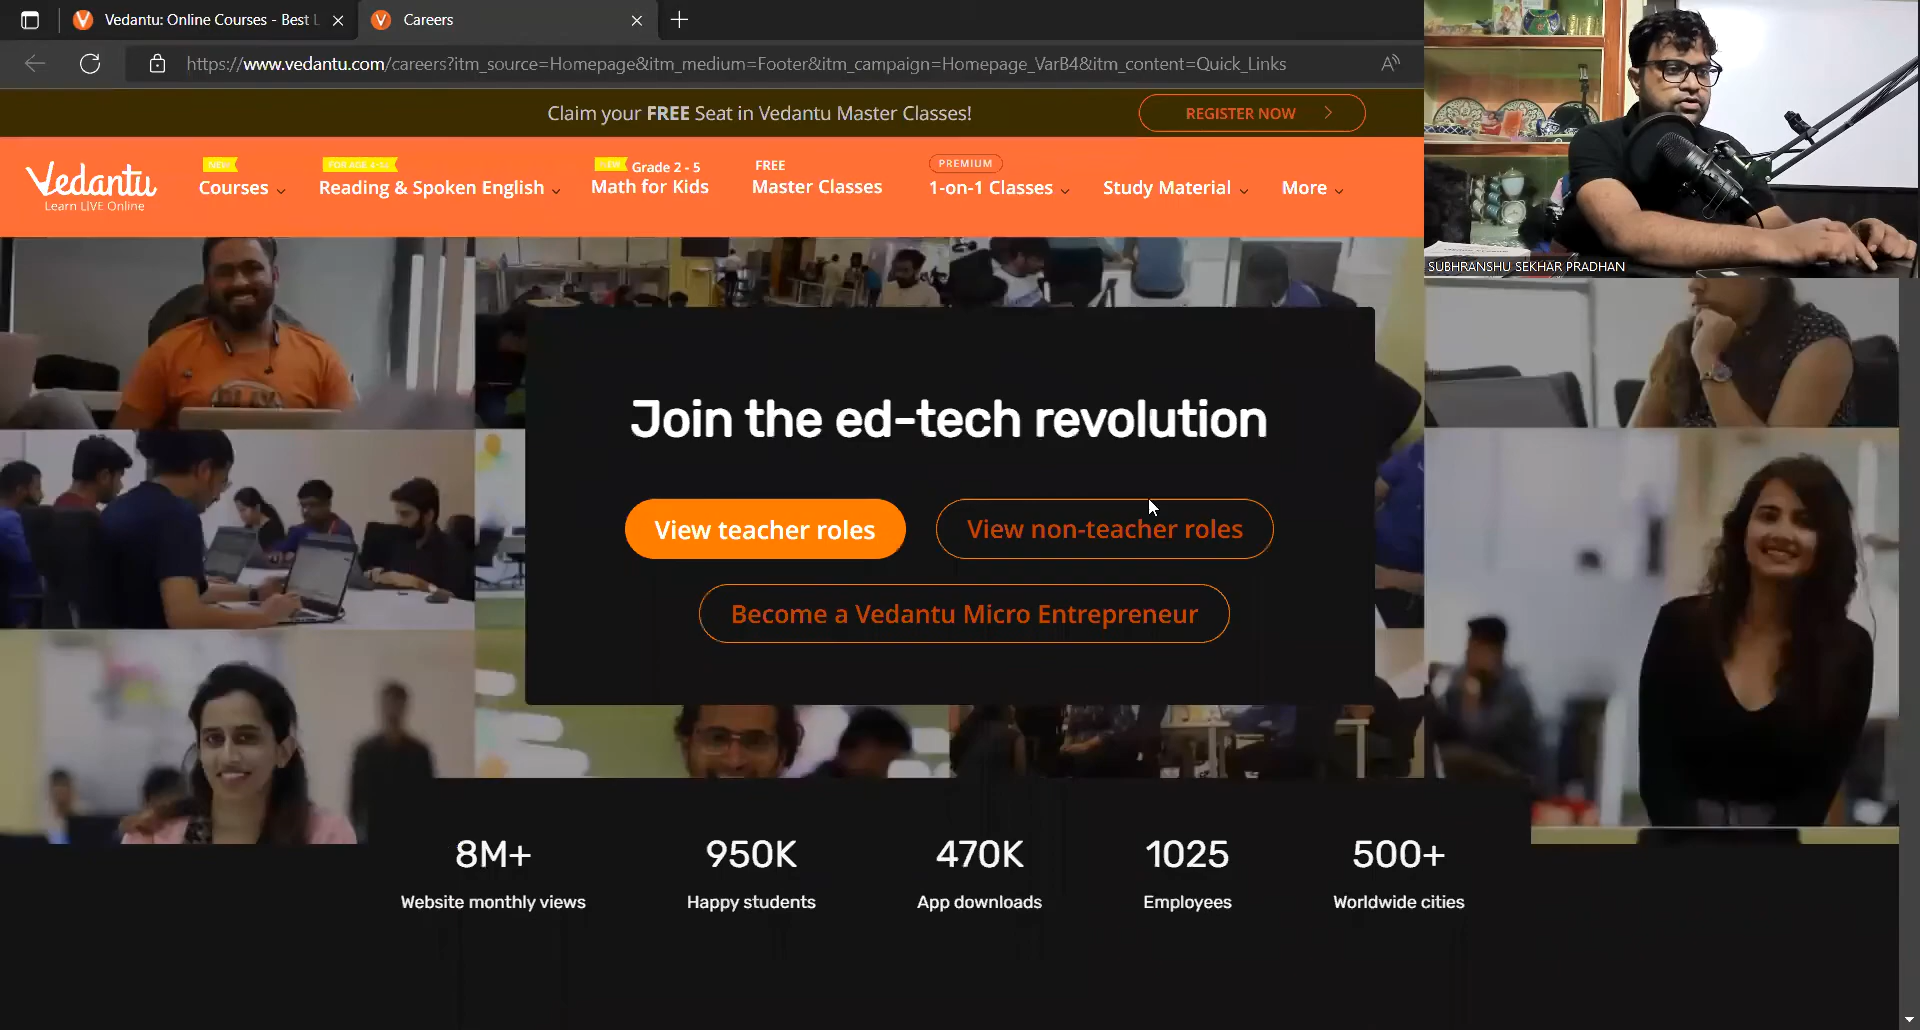 Vedantu: Online Courses - Best L
Careers
https://www.vedantu.com/careers?itm_source=Homepage&itm_medium=Footer&itm_campaign=Homepage_VarB4&itm_content=Quick_Links
Claim your FREE Seat in Vedantu Master Classes!
REGISTER NOW
Vedantu
Learn LIVE Online
NEW
Courses
Reading & Spoken English
NEW Grade 2 - 5
Math for Kids
FREE
Master Classes
PREMIUM
1-on-1 Classes
Study Material
More
SUBHRANSHU SEKHAR PRADHAN
Join the ed-tech revolution
View teacher roles
View non-teacher roles
Become a Vedantu Micro Entrepreneur
8M+
Website monthly views
950K
Happy students
470K
App downloads
1025
Employees
500+
Worldwide cities